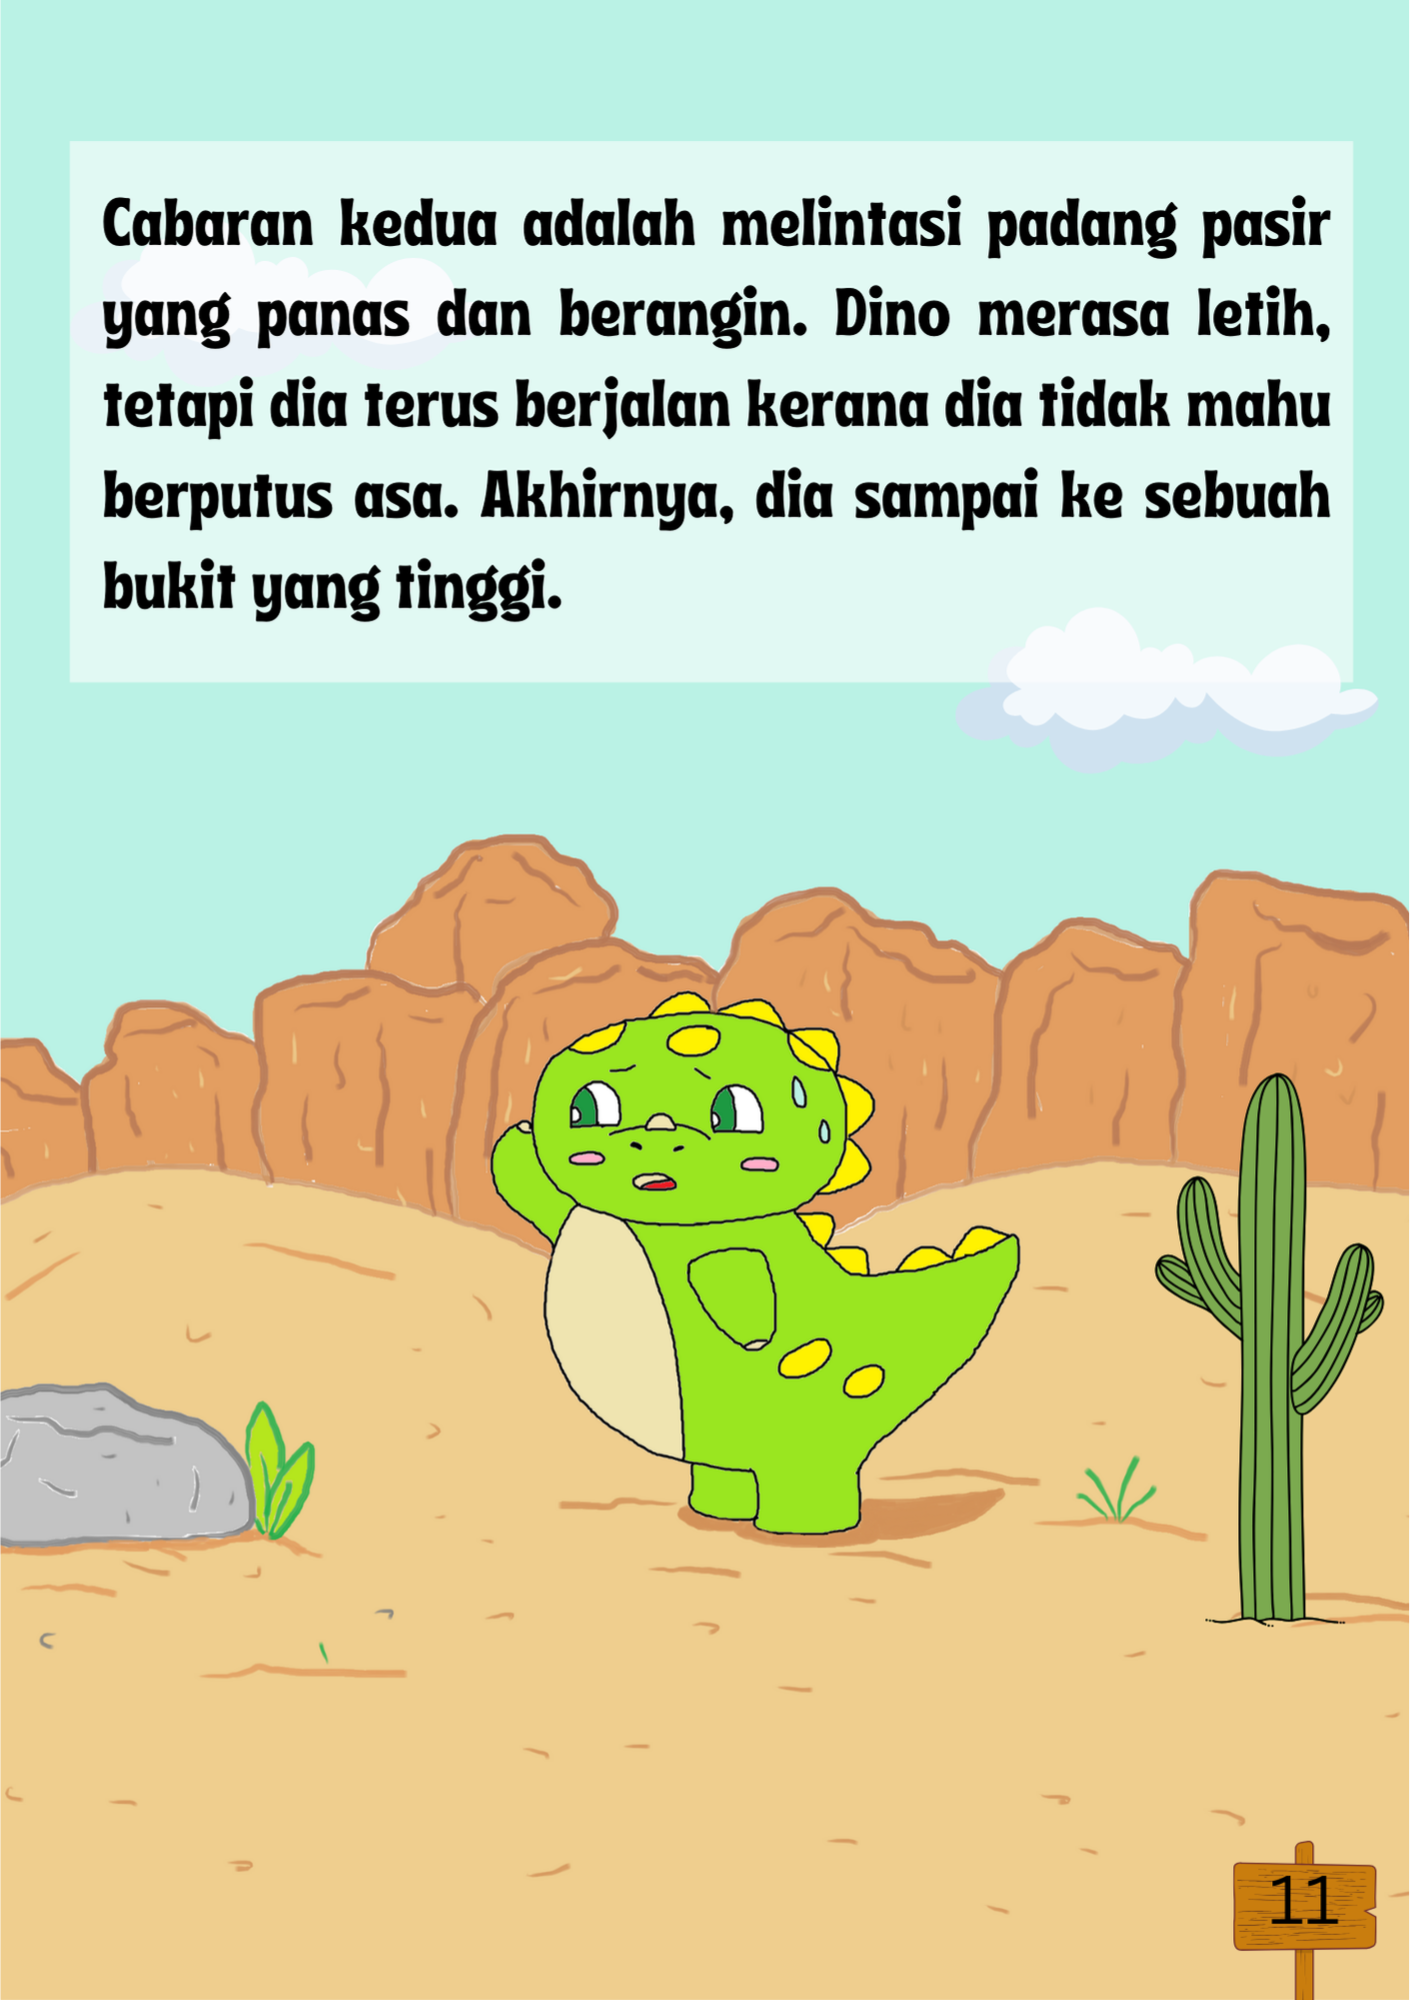 Cabaran kedua adalah melintasi padang pasir
yang panas dan berangin. Dino merasa letih,
tetapi dia terus berjalan kerana dia tidak mahu
berputus asa. Akhirnya, dia sampai ke sebuah
bukit yang tinggi.
11